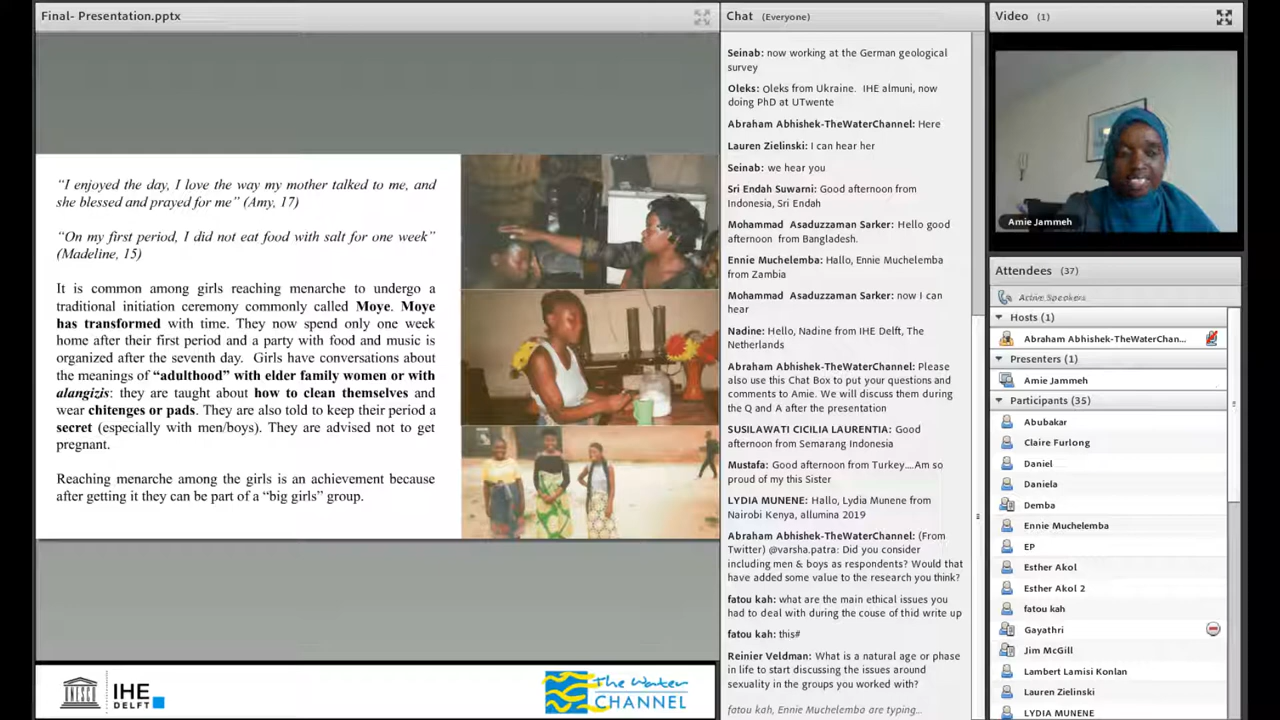 Final- Presentation.pptx
“I enjoyed the day, I love the way my mother talked to me, and
she blessed and prayed for me” (Amy, 17)
“On my first period, I did not eat food with salt for one week”
(Madeline, 15)
It is common among girls reaching menarche to undergo a
traditional initiation ceremony commonly called Moye. Moye
has transformed with time. They now spend only one week
home after their first period and a party with food and music is
organized after the seventh day. Girls have conversations about
the meanings of “adulthood” with elder family women or with
alangizis: they are taught about how to clean themselves and
wear chitenges or pads. They are also told to keep their period a
secret (especially with men/boys). They are advised not to get
pregnant.
Reaching menarche among the girls is an achievement because
after getting it they can be part of a “big girls” group.
IHE
DELFT
The Water
CHANNEL
Chat (Everyone)
Seinab: now working at the German geological
survey
Oleks: Oleks from Ukraine. IHE almuni, now
doing PhD at UTwente
Abraham Abhishek-TheWaterChannel: Here
Lauren Zielinski: I can hear her
Seinab: we hear you
Sri Endah Suwarni: Good afternoon from
Indonesia, Sri Endah
Mohammad Asaduzzaman Sarker: Hello good
afternoon from Bangladesh.
Ennie Muchelemba: Hallo, Ennie Muchelemba
from Zambia
Mohammad Asaduzzaman Sarker: now I can
hear
Nadine: Hello, Nadine from IHE Delft, The
Netherlands
Abraham Abhishek-TheWaterChannel: Please
also use this Chat Box to put your questions and
comments to Amie. We will discuss them during
the Q and A after the presentation
SUSILAWATI CICILIA LAURENTIA: Good
afternoon from Semarang Indonesia
Mustafa: Good afternoon from Turkey....Am so
proud of my this Sister
LYDIA MUNENE: Hallo, Lydia Munene from
Nairobi Kenya, allumina 2019
Abraham Abhishek-TheWaterChannel: (From
Twitter) @varsha.patra: Did you consider
including men & boys as respondents? Would that
have added some value to the research you think?
fatou kah: what are the main ethical issues you
had to deal with during the couse of thid write up
fatou kah: this#
Reinier Veldman: What is a natural age or phase
in life to start discussing the issues around
sexuality in the groups you worked with?
fatou kah, Ennie Muchelemba are typing...
Video (1)
Amie Jammeh
Attendees (37)
Active Speakers
Hosts (1)
Abraham Abhishek-TheWaterChan...
Presenters (1)
Amie Jammeh
Participants (35)
Abubakar
Claire Furlong
Daniel
Daniela
Demba
Ennie Muchelemba
EP
Esther Akol
Esther Akol 2
fatou kah
Gayathri
Jim McGill
Lambert Lamisi Konlan
Lauren Zielinski
LYDIA MUNENE